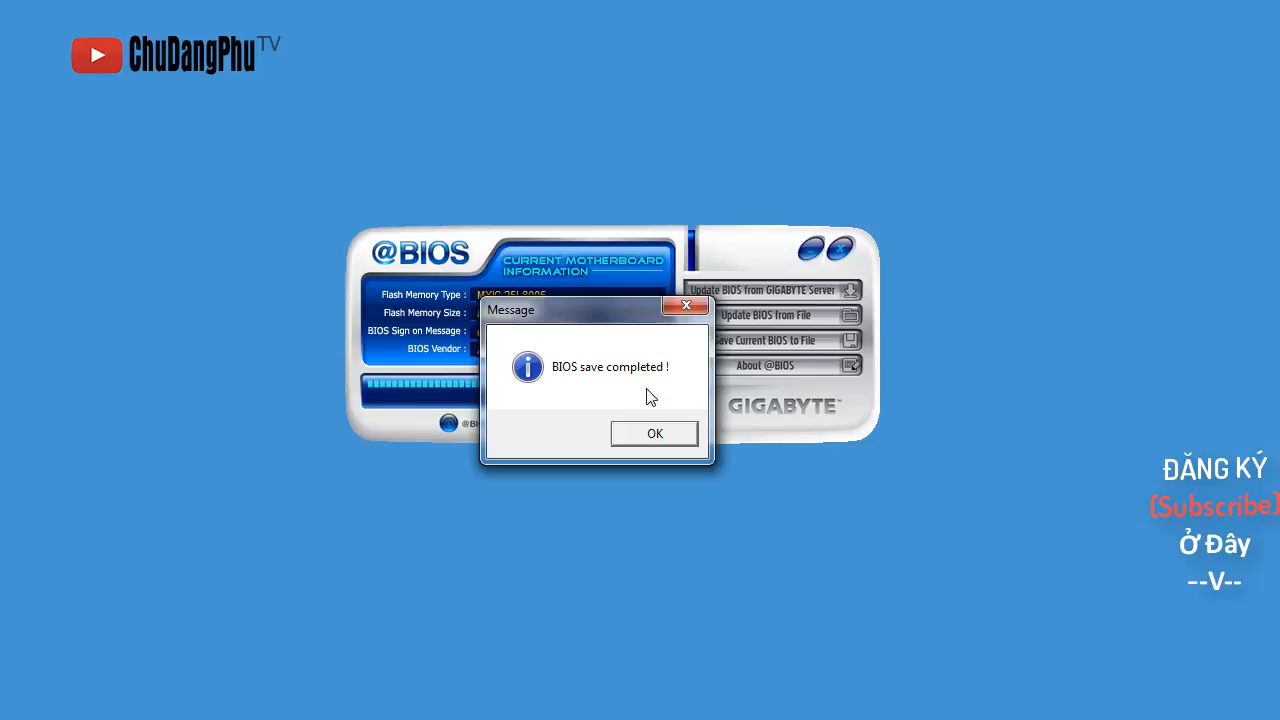 ChuDangPhu TV
@BIOS
CURRENT MOTHERBOARD
INFORMATION
Flash Memory Type :
Flash Memory Size :
BIOS Sign on Message :
BIOS Vendor :
Update BIOS from GIGABYTE Server
Update BIOS from File
Save Current BIOS to File
About @BIOS
GIGABYTE™
Message
BIOS save completed !
OK
ĐĂNG KÝ
(Subscribe)
Ở Đây
--V--